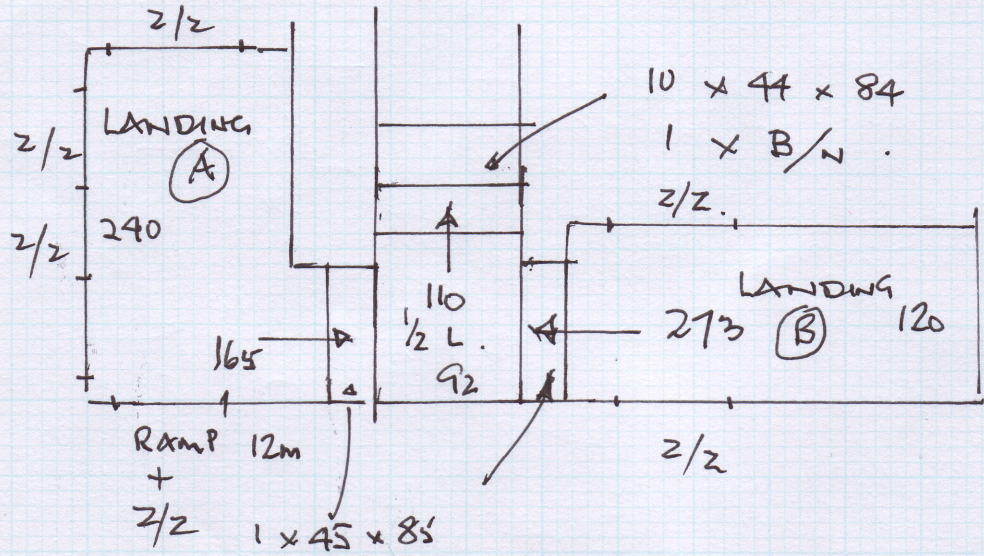 2/2
10 x 44 x 84
LANDING
A
1 x B/N.
2/2
2/2.
2/2
240
LANDING
110
273
B
120
1/2 L.
165
92
RAMP 12m
2/2
+
2/2
1 x 45 x 85